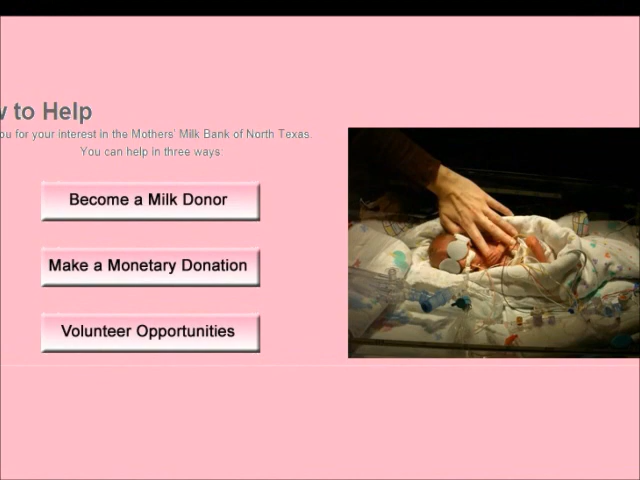 to Help
for your interest in the Mothers' Milk Bank of North Texas.
You can help in three ways:
Become a Milk Donor
Make a Monetary Donation
Volunteer Opportunities